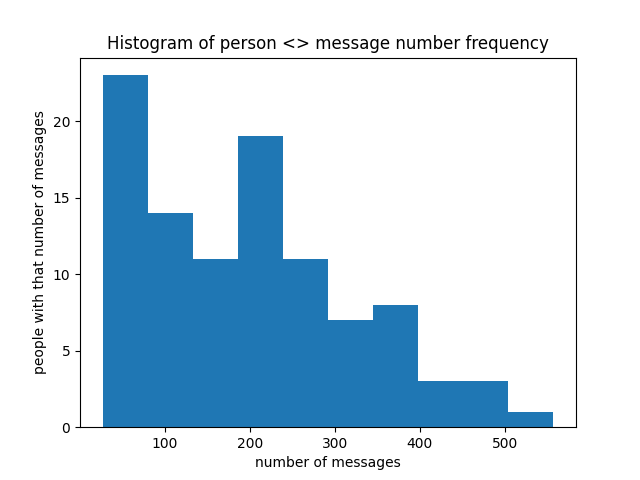 Histogram of person <> message number frequency
people with that number of messages
20
15
10
5
0
100 200 300 400 500
number of messages